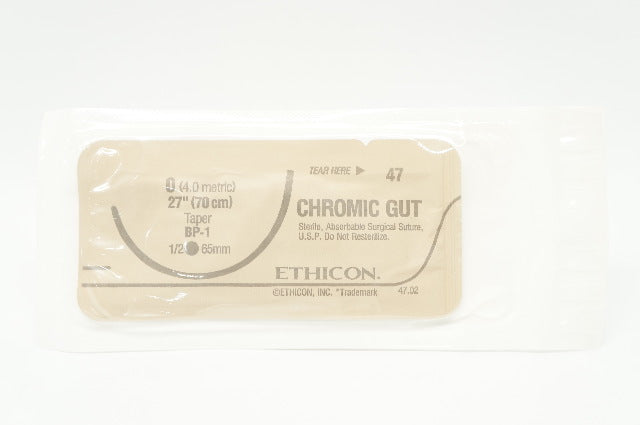 0 (4.0 metric)
27" (70 cm)
Taper
BP-1
1/2 65mm
TEAR HERE ▶ 47
CHROMIC GUT
Sterile, Absorbable Surgical Suture,
U.S.P. Do Not Resterilize.
ETHICON.
©ETHICON, INC. *Trademark 47.02